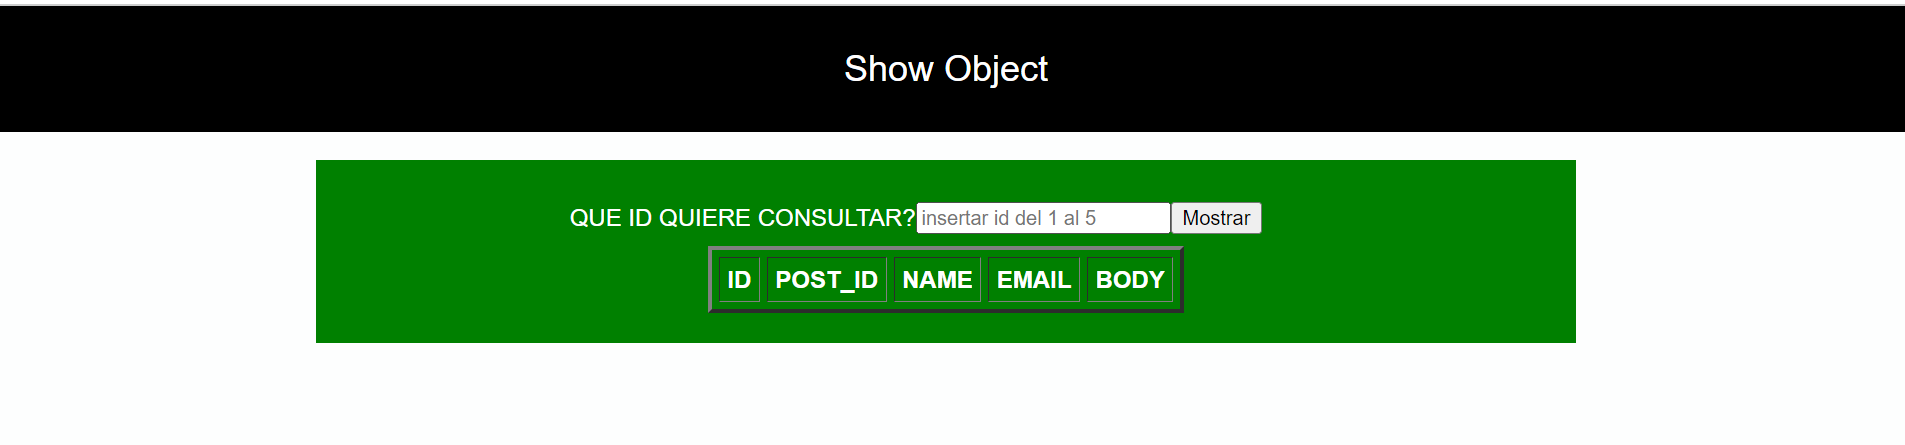 Show Object
QUE ID QUIERE CONSULTAR? insertar id del 1 al 5 Mostrar
ID POST_ID NAME EMAIL BODY